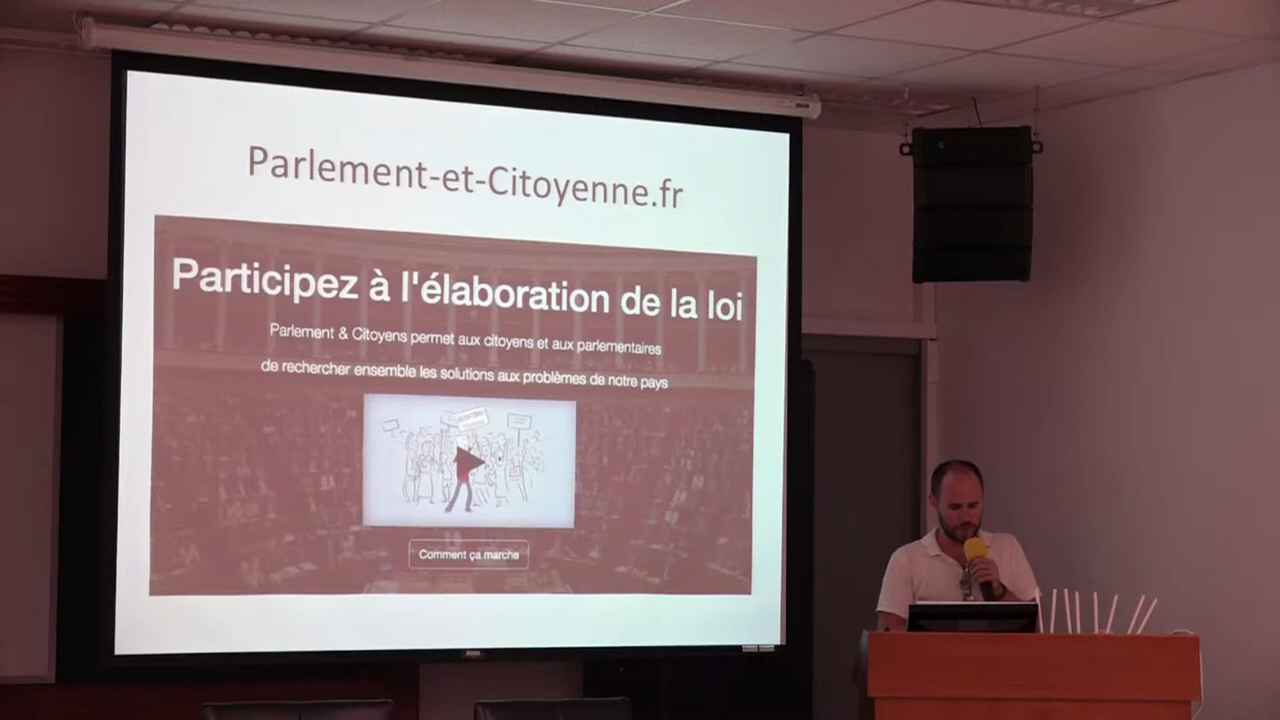 Parlement-et-Citoyenne.fr
Participez à l'élaboration de la loi
Parlement & Citoyens permet aux citoyens et aux parlementaires
de rechercher ensemble les solutions aux problèmes de notre pays
Comment ça marche